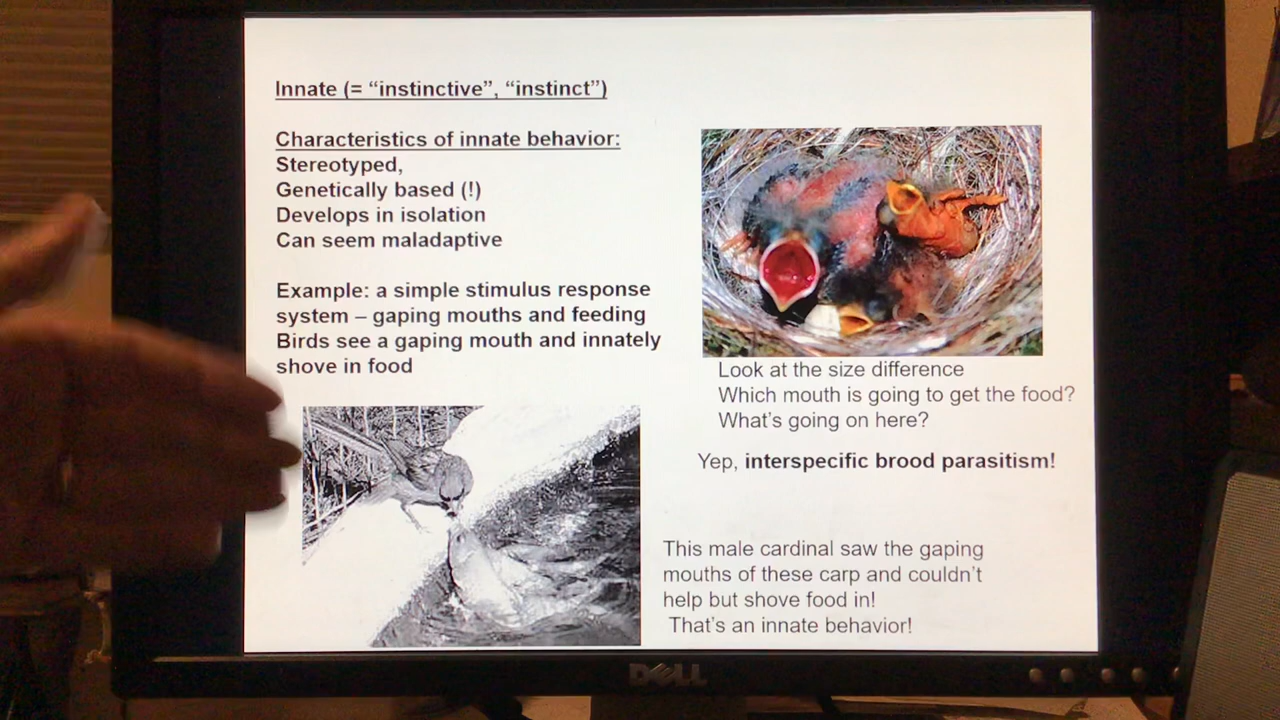 Innate (= “instinctive”, “instinct”)
Characteristics of innate behavior:
Stereotyped,
Genetically based (!)
Develops in isolation
Can seem maladaptive
Example: a simple stimulus response
system – gaping mouths and feeding
Birds see a gaping mouth and innately
shove in food
Look at the size difference
Which mouth is going to get the food?
What’s going on here?
Yep, interspecific brood parasitism!
This male cardinal saw the gaping
mouths of these carp and couldn’t
help but shove food in!
That’s an innate behavior!
DELL